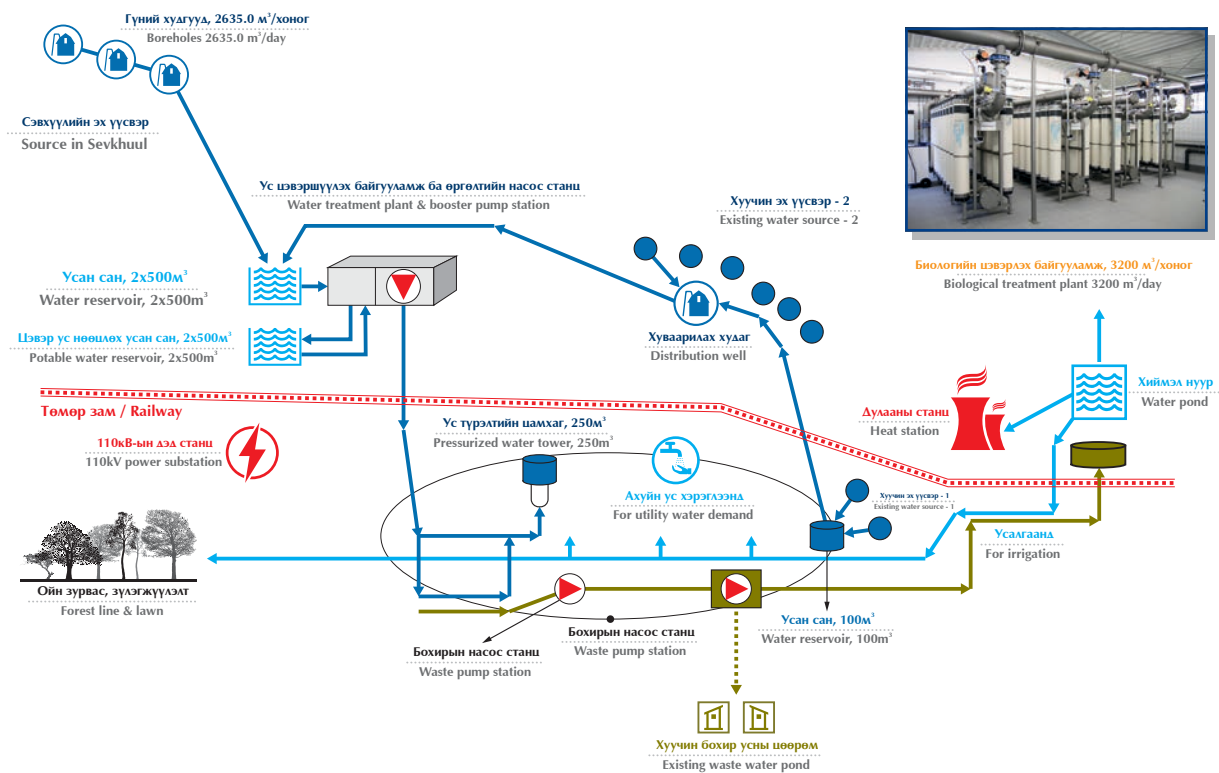 Гүний худгууд, 2635.0 м³/хоног
Boreholes 2635.0 m³/day
Сэвхүүлийн эх үүсвэр
Source in Sevkhuul
Ус цэвэршүүлэх байгууламж ба өргөлтийн насос станц
Water treatment plant & booster pump station
Хуучин эх үүсвэр - 2
Existing water source - 2
Усан сан, 2x500м³
Water reservoir, 2x500m³
Цэвэр ус нөөцлөх усан сан, 2x500м³
Potable water reservoir, 2x500m³
Хуваарилах худаг
Distribution well
Биологийн цэвэрлэх байгууламж, 3200 м³/хоног
Biological treatment plant 3200 m³/day
Хиймэл нуур
Water pond
Дулааны станц
Heat station
Төмөр зам / Railway
110кВ-ын дэд станц
110kV power substation
Ус түрэлтийн цамхаг, 250м³
Pressurized water tower, 250m³
Ахуйн ус хэрэглээнд
For utility water demand
Хуучин эх үүсвэр - 1
Existing water source - 1
Усалгаанд
For irrigation
Ойн зурвас, зүлэгжүүлэлт
Forest line & lawn
Бохирын насос станц
Waste pump station
Бохирын насос станц
Waste pump station
Усан сан, 100м³
Water reservoir, 100m³
Хуучин бохир усны цөөрөм
Existing waste water pond